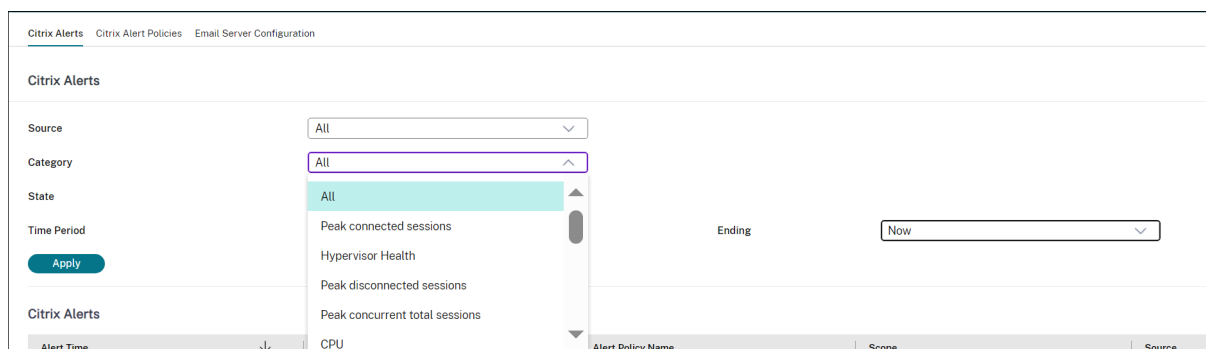 Citrix Alerts Citrix Alert Policies Email Server Configuration
Citrix Alerts
Source All
Category All
State All
Peak connected sessions
Time Period Ending Now
Hypervisor Health
Apply
Peak disconnected sessions
Citrix Alerts Peak concurrent total sessions
CPU
Alert Time Alert Policy Name Scope Source